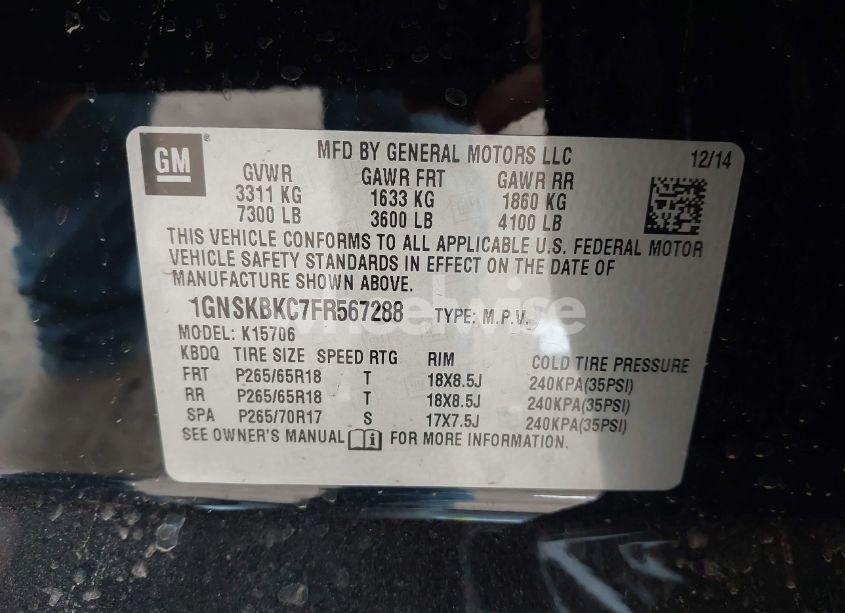 GM ® MFD BY GENERAL MOTORS LLC 12/14
GVWR GAWR FRT GAWR RR
3311 KG 1633 KG 1860 KG
7300 LB 3600 LB 4100 LB
THIS VEHICLE CONFORMS TO ALL APPLICABLE U.S. FEDERAL MOTOR
VEHICLE SAFETY STANDARDS IN EFFECT ON THE DATE OF
MANUFACTURE SHOWN ABOVE.
1GNSKBKC7FR567288 TYPE: M.P.V.
wheelwise
MODEL: K15706
KBDQ TIRE SIZE SPEED RTG RIM COLD TIRE PRESSURE
FRT P265/65R18 T 18X8.5J 240KPA(35PSI)
RR P265/65R18 T 18X8.5J 240KPA(35PSI)
SPA P265/70R17 S 17X7.5J 240KPA(35PSI)
SEE OWNER'S MANUAL i FOR MORE INFORMATION.